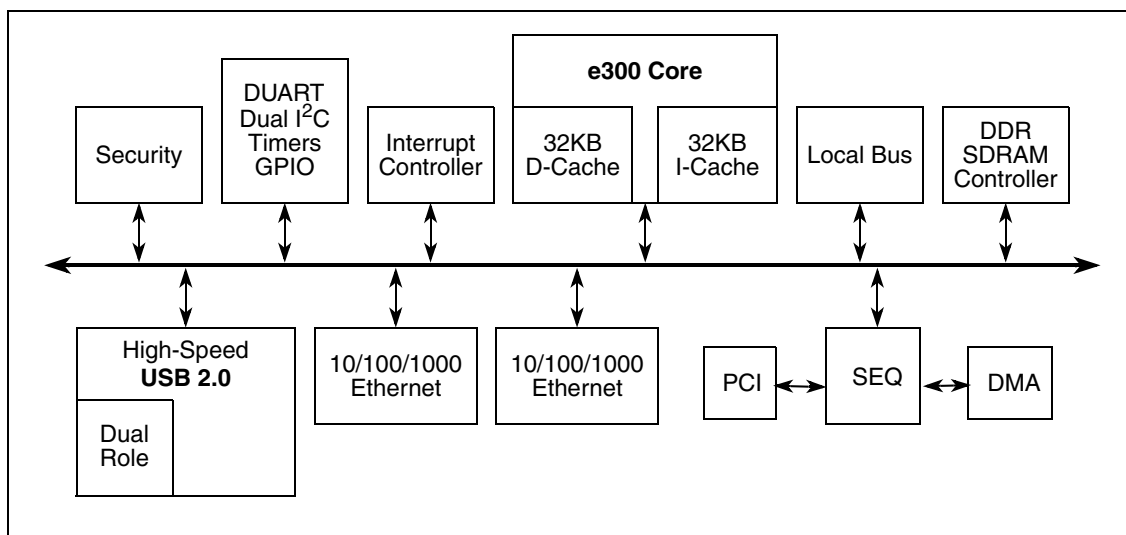 Security
DUART
Dual I²C
Timers
GPIO
Interrupt
Controller
e300 Core
32KB
D-Cache
32KB
I-Cache
Local Bus
DDR
SDRAM
Controller
High-Speed
USB 2.0
Dual
Role
10/100/1000
Ethernet
10/100/1000
Ethernet
PCI
SEQ
DMA